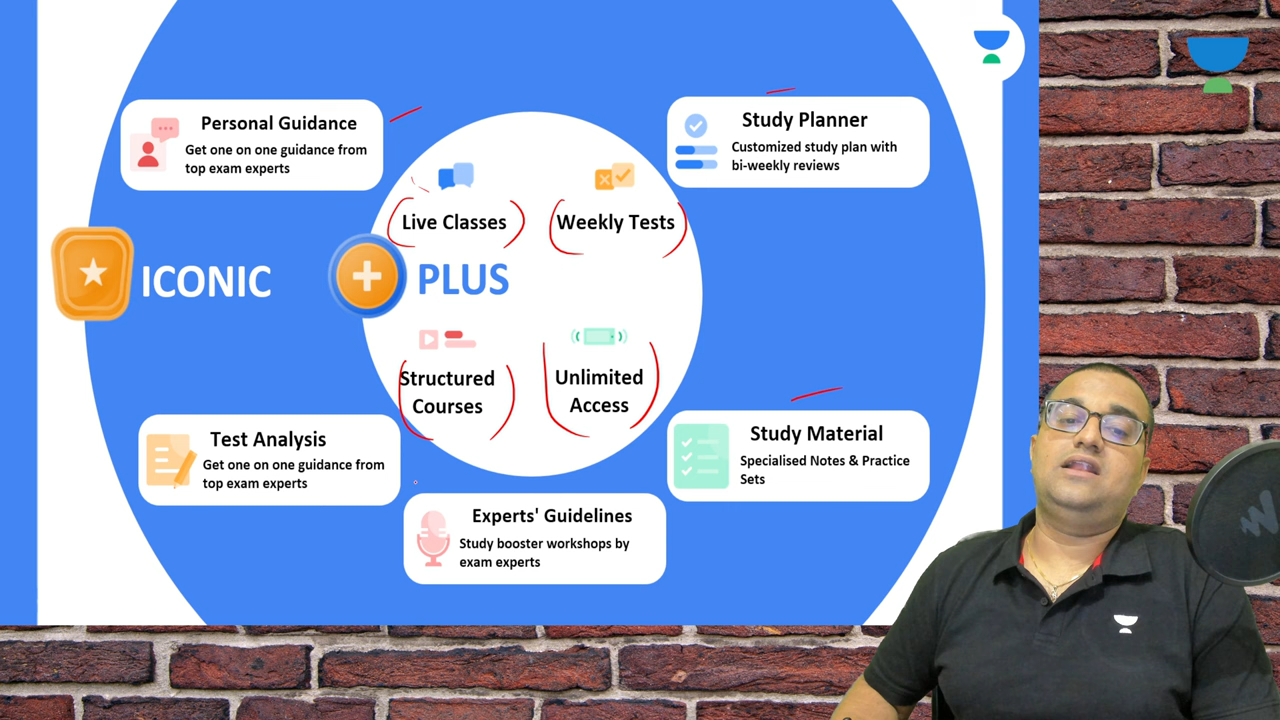 Personal Guidance
Get one on one guidance from
top exam experts
Study Planner
Customized study plan with
bi-weekly reviews
Live Classes
Weekly Tests
ICONIC
PLUS
Structured
Courses
Unlimited
Access
Test Analysis
Get one on one guidance from
top exam experts
Study Material
Specialised Notes & Practice
Sets
Experts' Guidelines
Study booster workshops by
exam experts